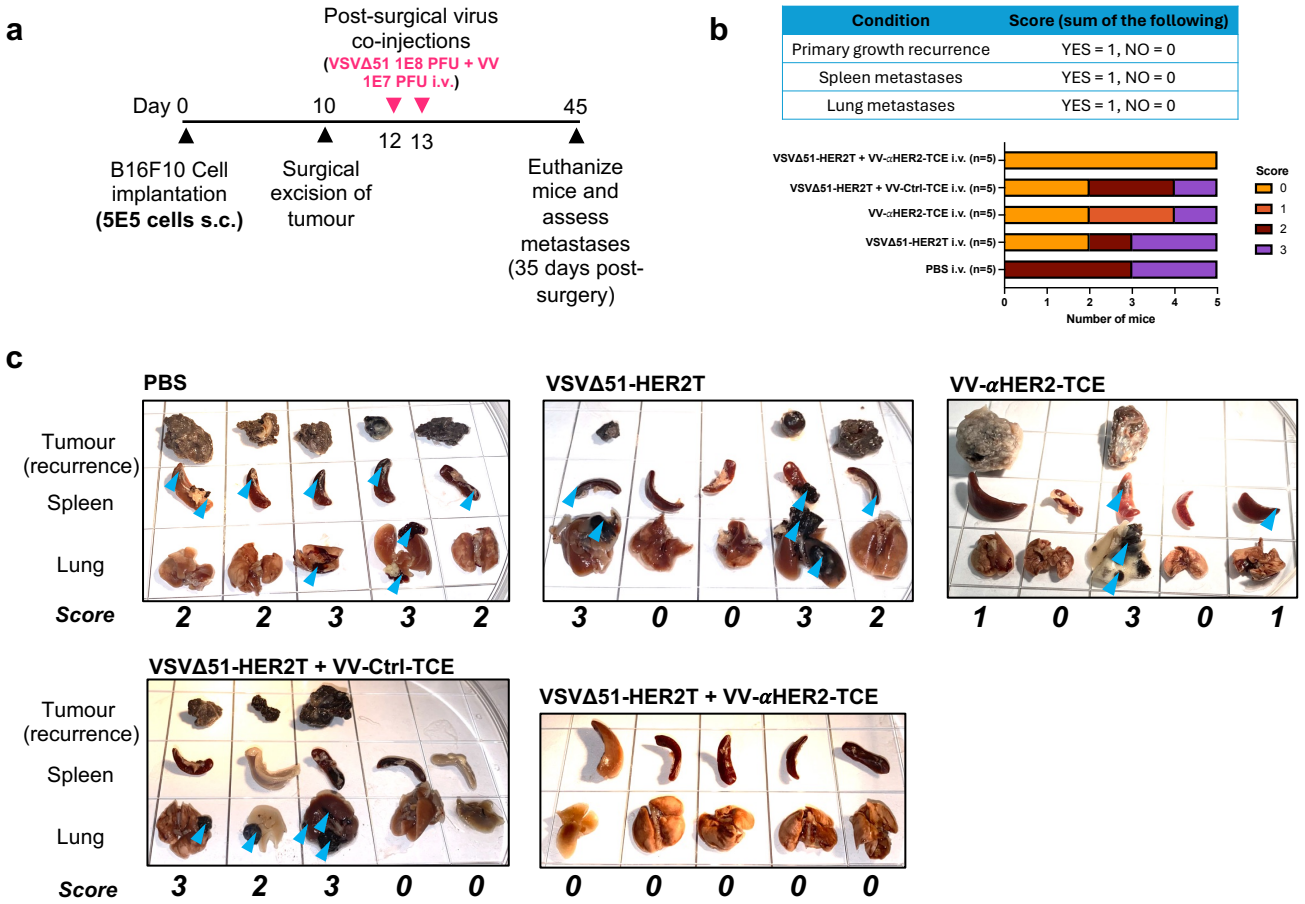 a
Post-surgical virus
co-injections
(VSVΔ51 1E8 PFU + VV
1E7 PFU i.v.)
Day 0
10
45
12
13
B16F10 Cell
implantation
(5E5 cells s.c.)
Surgical
excision of
tumour
Euthanize
mice and
assess
metastases
(35 days post-
surgery)
b
Condition Score (sum of the following)
Primary growth recurrence YES = 1, NO = 0
Spleen metastases YES = 1, NO = 0
Lung metastases YES = 1, NO = 0
VSVΔ51-HER2T + VV-αHER2-TCE i.v. (n=5)
VSVΔ51-HER2T + VV-Ctrl-TCE i.v. (n=5)
VV-αHER2-TCE i.v. (n=5)
VSVΔ51-HER2T i.v. (n=5)
PBS i.v. (n=5)
0 1 2 3 4 5
Number of mice
Score
0
1
2
3
c
PBS
VSVΔ51-HER2T
VV-αHER2-TCE
Tumour
(recurrence)
Spleen
Lung
Score 2 2 3 3 2 3 0 0 3 2 1 0 3 0 1
VSVΔ51-HER2T + VV-Ctrl-TCE
VSVΔ51-HER2T + VV-αHER2-TCE
Tumour
(recurrence)
Spleen
Lung
Score 3 2 3 0 0 0 0 0 0 0